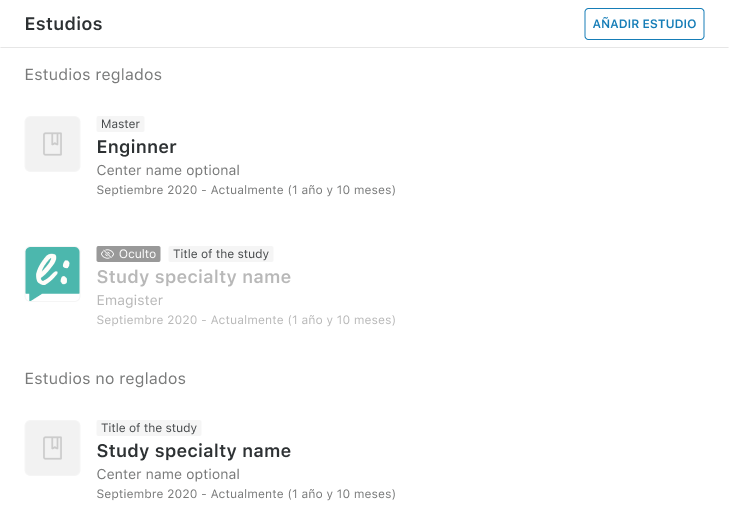 Estudios
AÑADIR ESTUDIO
Estudios reglados
Master
Enginner
Center name optional
Septiembre 2020 - Actualmente (1 año y 10 meses)
Oculto Title of the study
Study specialty name
Emagister
Septiembre 2020 - Actualmente (1 año y 10 meses)
Estudios no reglados
Title of the study
Study specialty name
Center name optional
Septiembre 2020 - Actualmente (1 año y 10 meses)